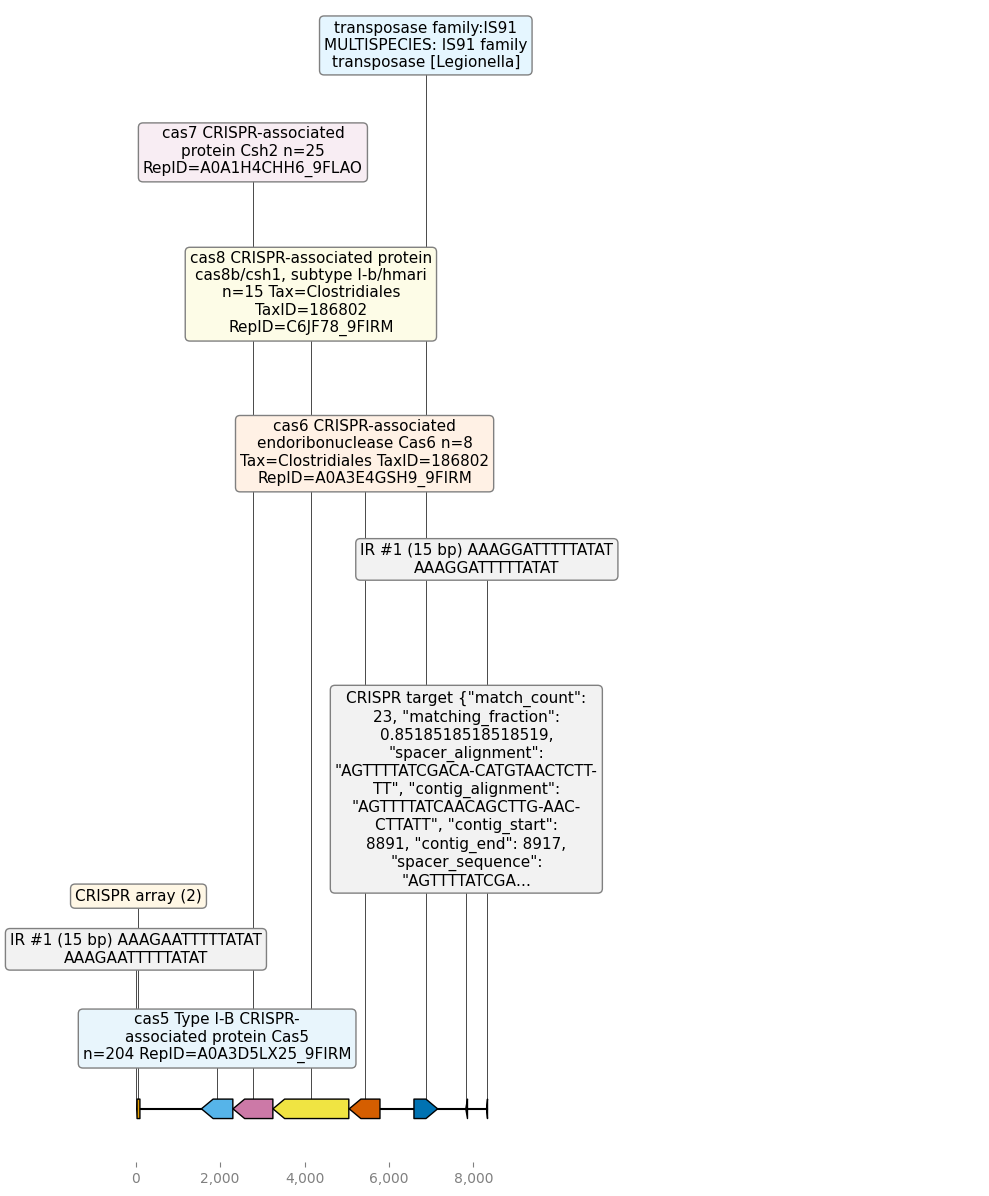 transposase family:IS91
MULTISPECIES: IS91 family
transposase [Legionella]
cas7 CRISPR-associated
protein Csh2 n=25
RepID=A0A1H4CHH6_9FLAO
cas8 CRISPR-associated protein
cas8b/csh1, subtype I-b/hmari
n=15 Tax=Clostridiales
TaxID=186802
RepID=C6JF78_9FIRM
cas6 CRISPR-associated
endoribonuclease Cas6 n=8
Tax=Clostridiales TaxID=186802
RepID=A0A3E4GSH9_9FIRM
IR #1 (15 bp) AAAGGATTTTTATAT
AAAGGATTTTTATAT
CRISPR target {"match_count":
23, "matching_fraction":
0.8518518518518519,
"spacer_alignment":
"AGTTTTATCGACA-CATGTAACTCTT-
TT", "contig_alignment":
"AGTTTTATCAACAGCTTG-AAC-
CTTATT", "contig_start":
8891, "contig_end": 8917,
"spacer_sequence":
"AGTTTTATCGA...
CRISPR array (2)
IR #1 (15 bp) AAAGAATTTTTATAT
AAAGAATTTTTATAT
cas5 Type I-B CRISPR-
associated protein Cas5
n=204 RepID=A0A3D5LX25_9FIRM
0 2,000 4,000 6,000 8,000